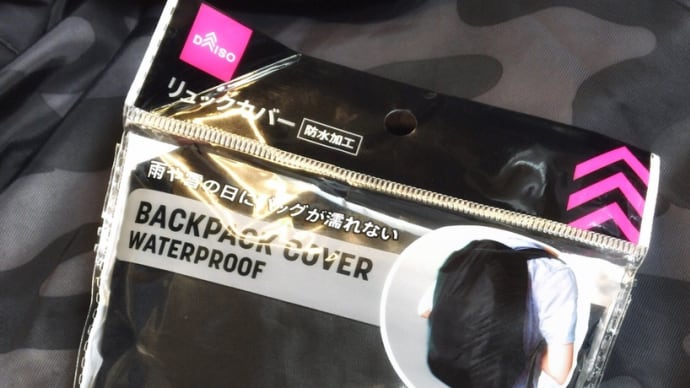 DAISO
リュックカバー 防水加工
雨や雪の日にバッグが濡れない
BACKPACK COVER
WATERPROOF